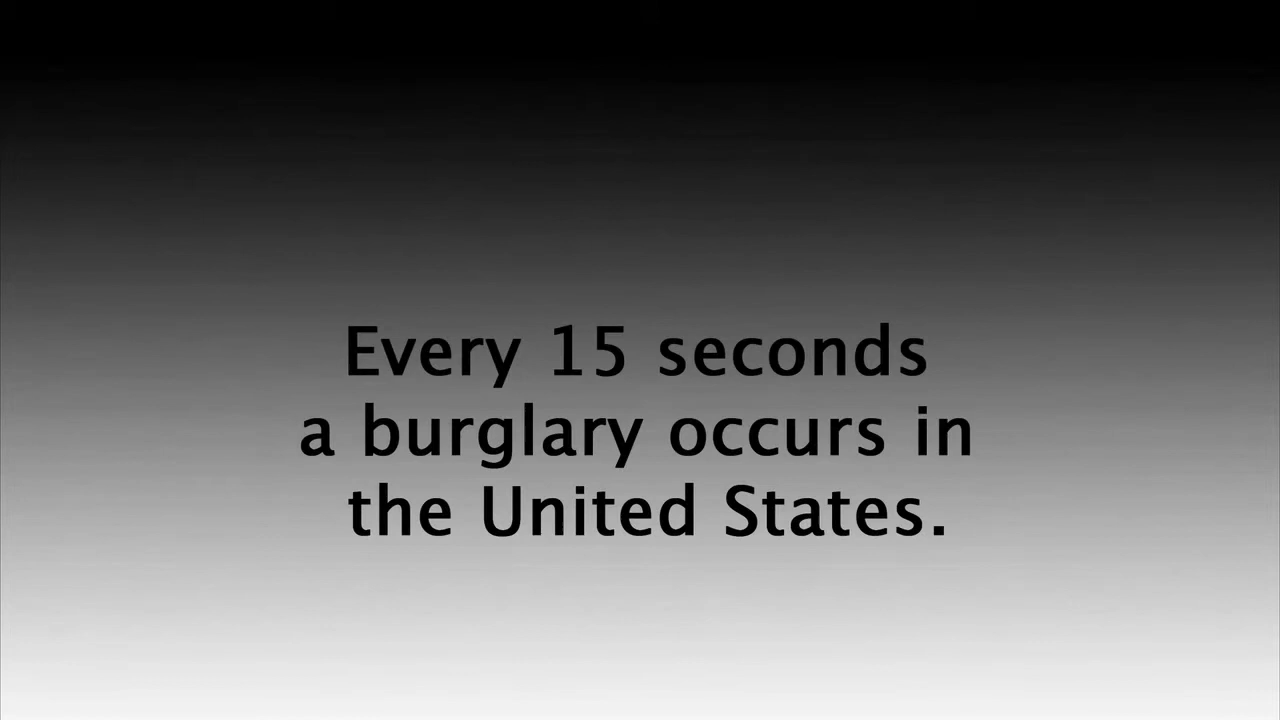 Every 15 seconds
a burglary occurs in
the United States.